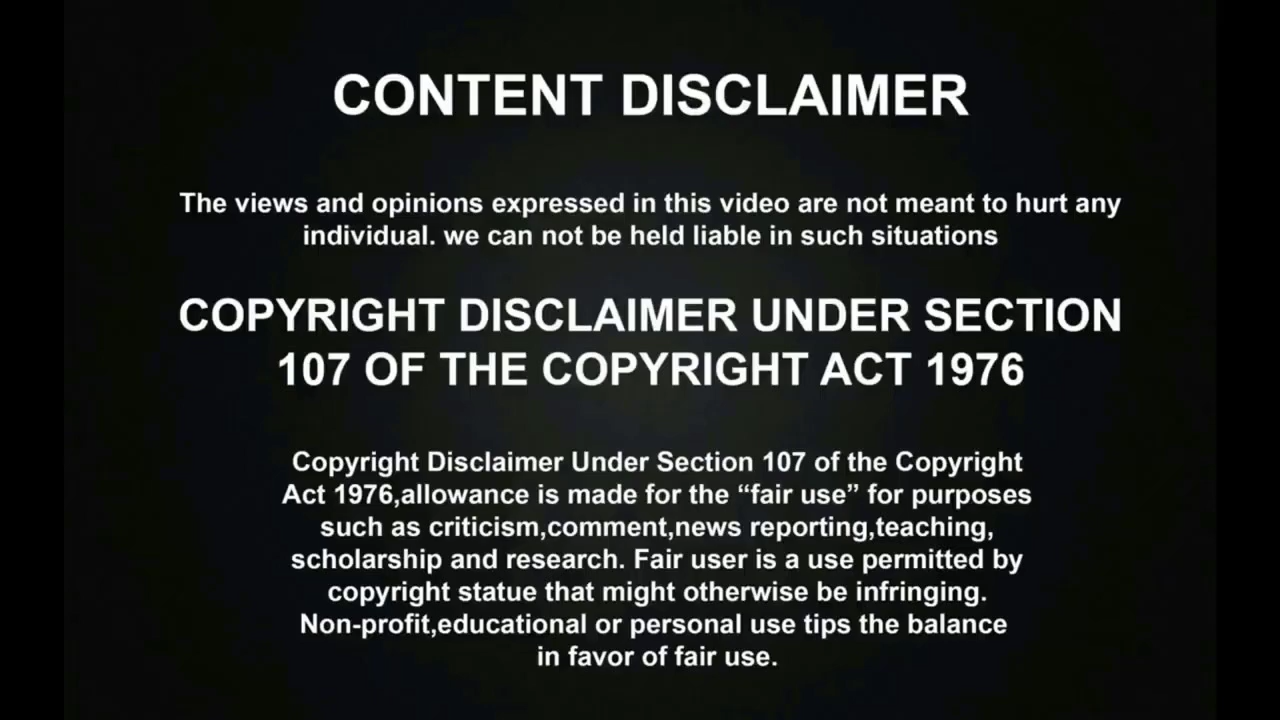 CONTENT DISCLAIMER
The views and opinions expressed in this video are not meant to hurt any
individual. we can not be held liable in such situations
COPYRIGHT DISCLAIMER UNDER SECTION
107 OF THE COPYRIGHT ACT 1976
Copyright Disclaimer Under Section 107 of the Copyright
Act 1976,allowance is made for the “fair use” for purposes
such as criticism,comment,news reporting,teaching,
scholarship and research. Fair user is a use permitted by
copyright statue that might otherwise be infringing.
Non-profit,educational or personal use tips the balance
in favor of fair use.